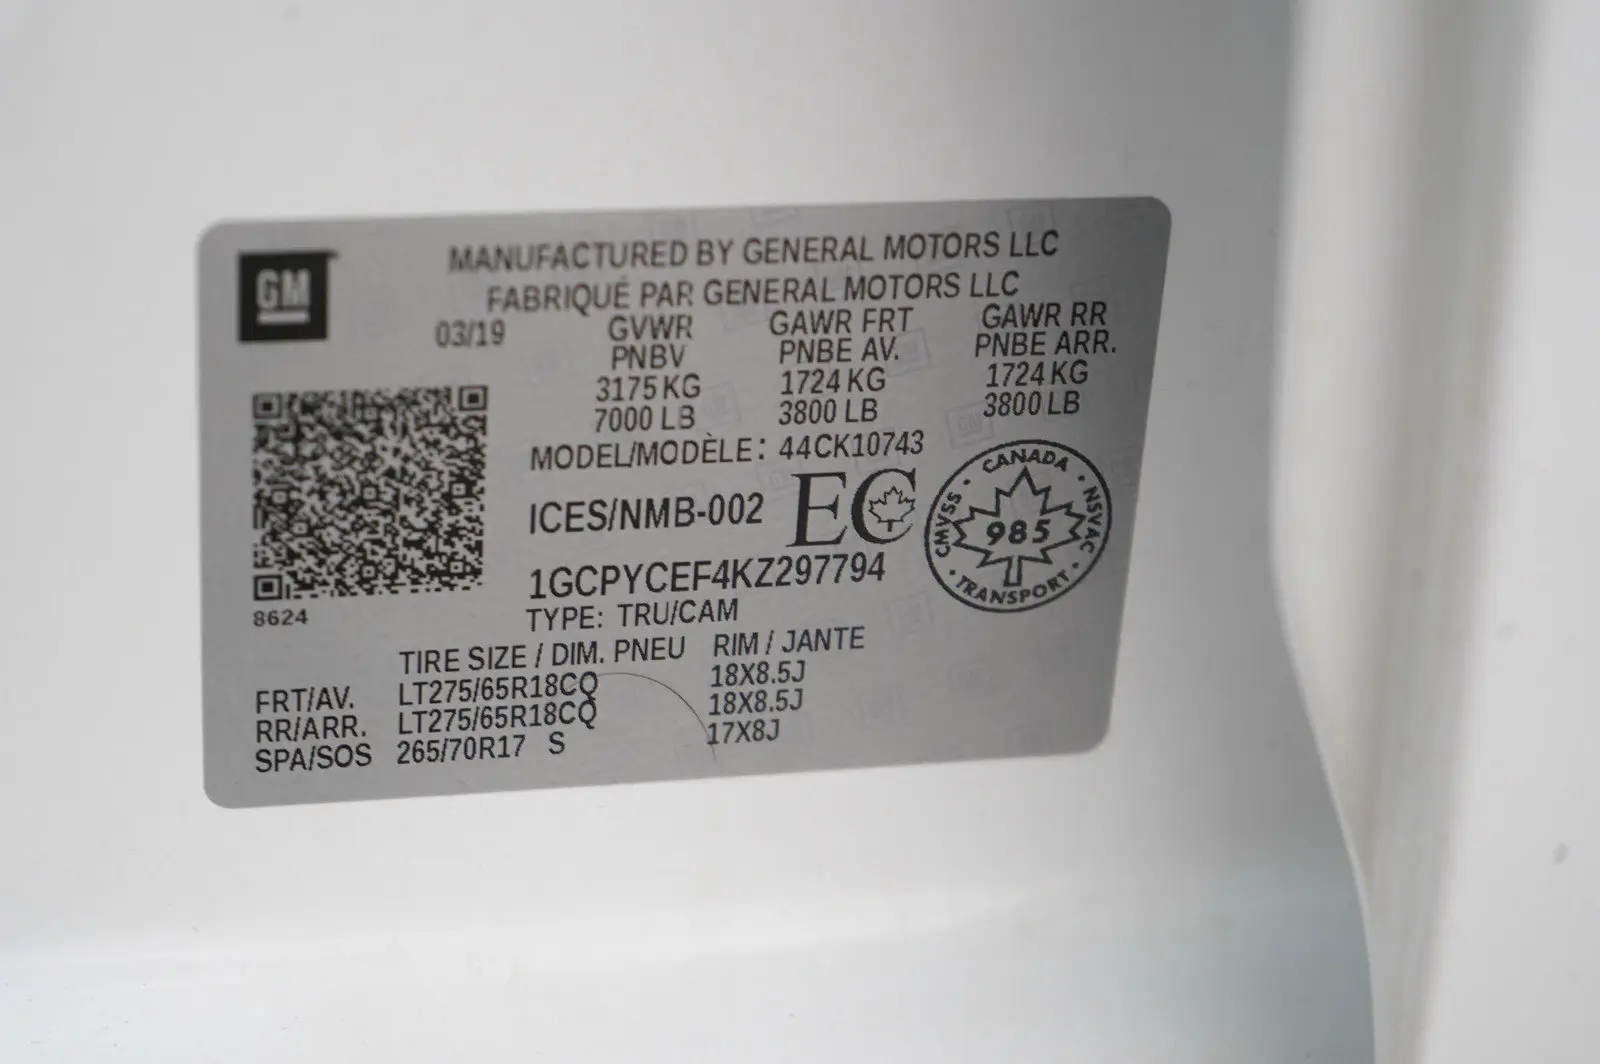 GM
MANUFACTURED BY GENERAL MOTORS LLC
FABRIQUÉ PAR GENERAL MOTORS LLC
03/19 GVWR GAWR FRT GAWR RR
PNBV PNBE AV. PNBE ARR.
3175 KG 1724 KG 1724 KG
7000 LB 3800 LB 3800 LB
MODEL/MODÈLE: 44CK10743
ICES/NMB-002 EC
CANADA
CMVSS 985 NSVAC
TRANSPORT
1GCPYCEF4KZ297794
8624
TYPE: TRU/CAM
TIRE SIZE / DIM. PNEU RIM / JANTE
FRT/AV. LT275/65R18CQ 18X8.5J
RR/ARR. LT275/65R18CQ 18X8.5J
SPA/SOS 265/70R17 S 17X8J